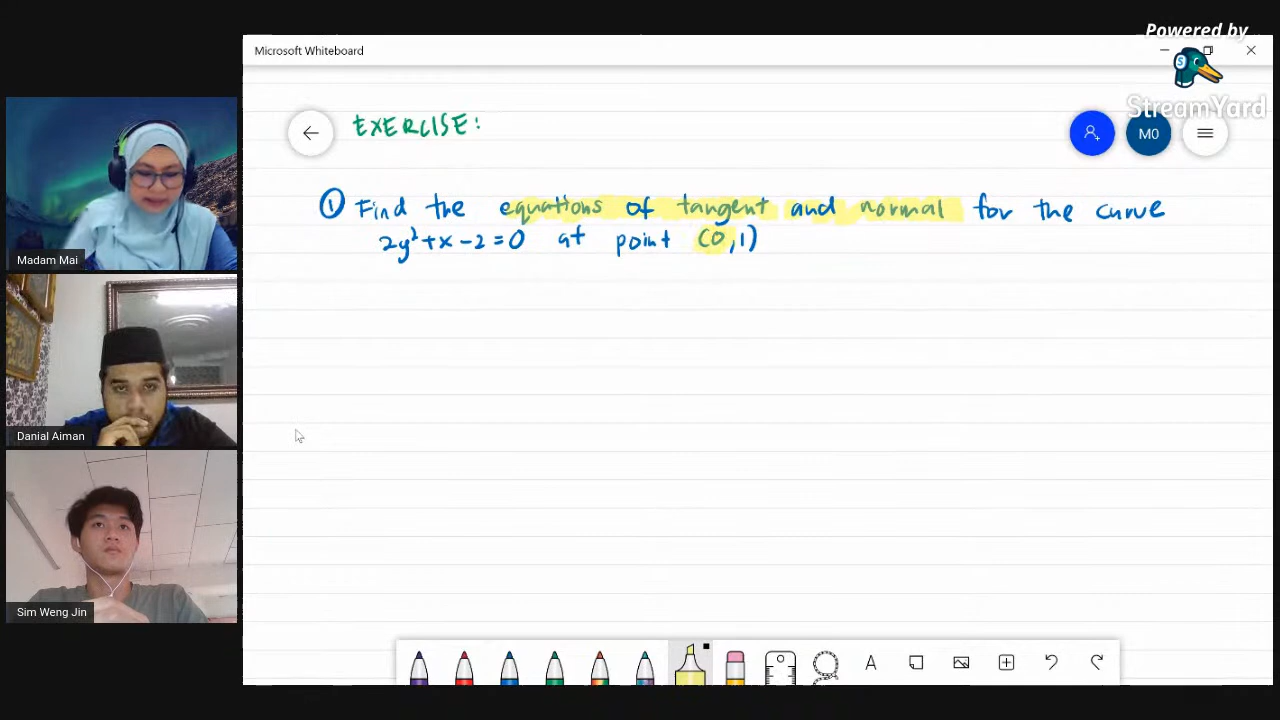 Powered by
StreamYard
Microsoft Whiteboard
EXERCISE:
M0
① Find the equations of tangent and normal for the curve
2y²+x-2=0 at point (0,1)
Madam Mai
Danial Aiman
Sim Weng Jin
A